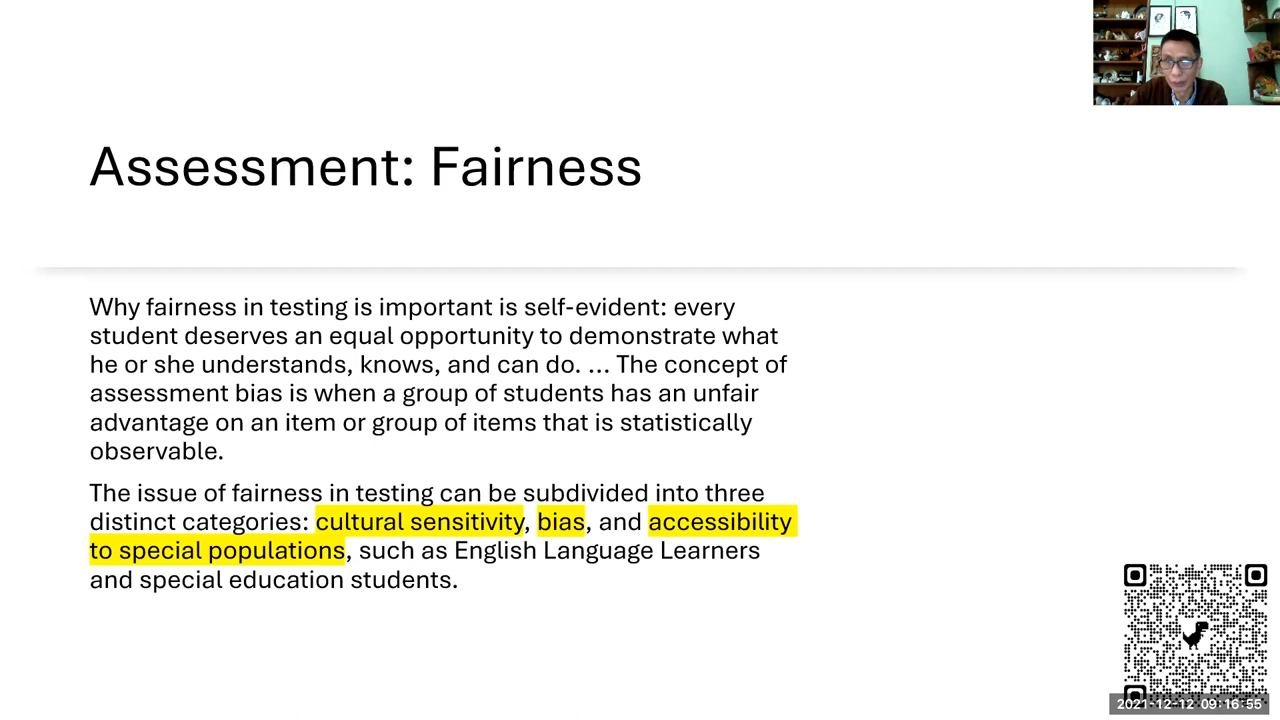 Assessment: Fairness
Why fairness in testing is important is self-evident: every
student deserves an equal opportunity to demonstrate what
he or she understands, knows, and can do. ... The concept of
assessment bias is when a group of students has an unfair
advantage on an item or group of items that is statistically
observable.
The issue of fairness in testing can be subdivided into three
distinct categories: cultural sensitivity, bias, and accessibility
to special populations, such as English Language Learners
and special education students.
2021-12-12 09:16:55